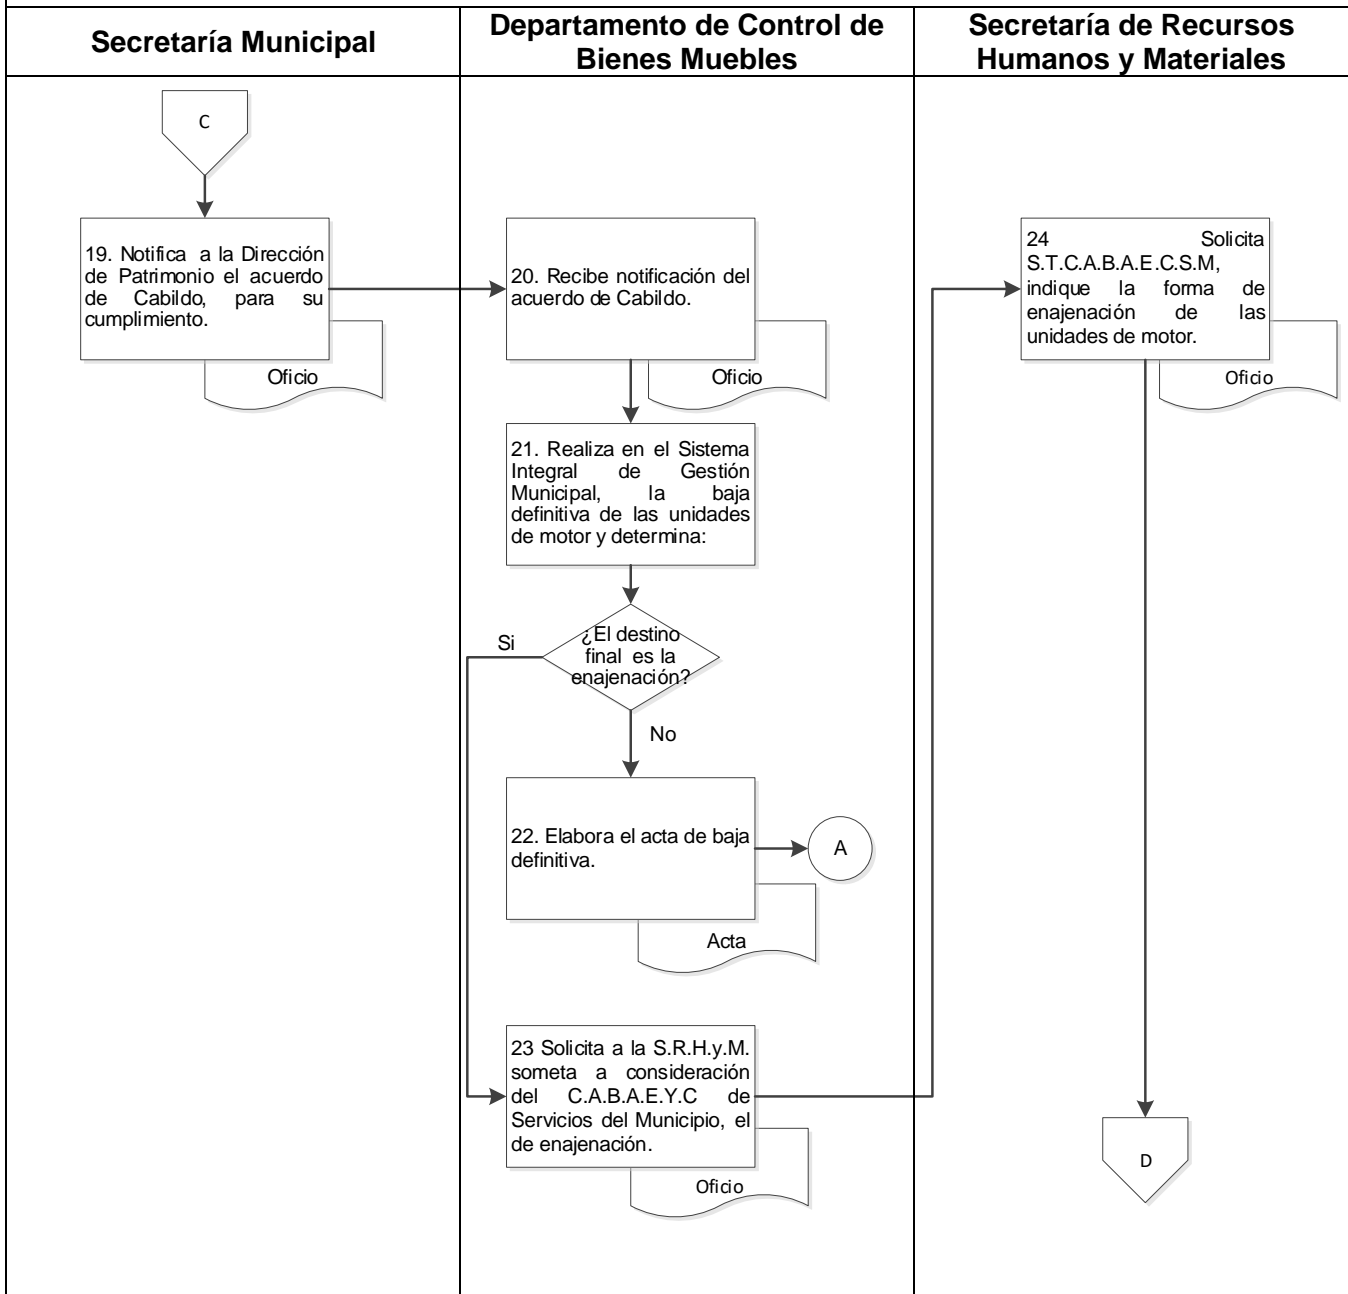 Secretaría Municipal
Departamento de Control de
Bienes Muebles
Secretaría de Recursos
Humanos y Materiales
C
19. Notifica a la Dirección
de Patrimonio el acuerdo
de Cabildo, para su
cumplimiento.
Oficio
20. Recibe notificación del
acuerdo de Cabildo.
Oficio
21. Realiza en el Sistema
Integral de Gestión
Municipal, la baja
definitiva de las unidades
de motor y determina:
¿El destino
final es la
enajenación?
Si
No
22. Elabora el acta de baja
definitiva.
A
Acta
23 Solicita a la S.R.H.y.M.
someta a consideración
del C.A.B.A.E.Y.C de
Servicios del Municipio, el
de enajenación.
Oficio
24 Solicita
S.T.C.A.B.A.E.C.S.M,
indique la forma de
enajenación de las
unidades de motor.
Oficio
D